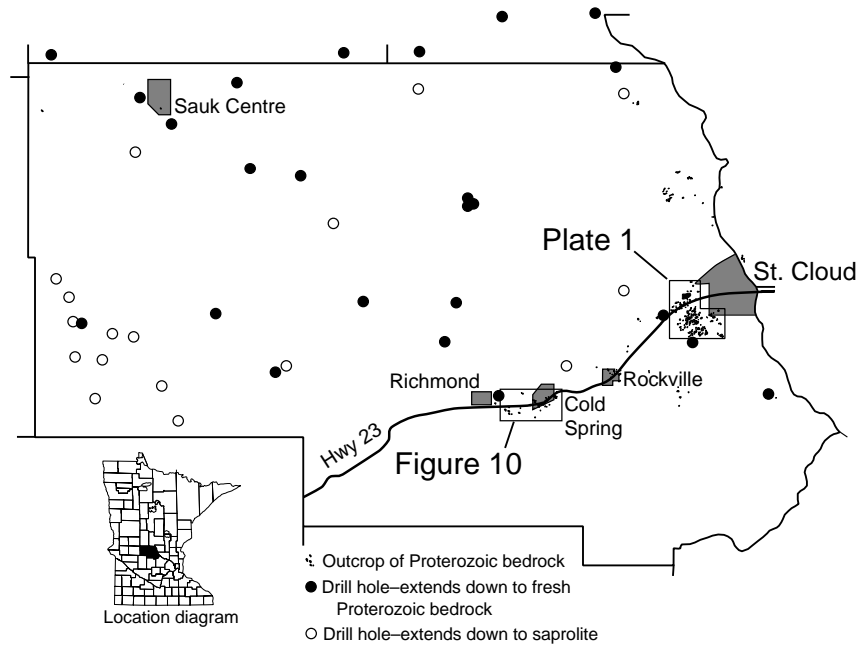 Sauk Centre
Plate 1
St. Cloud
Richmond
Rockville
Cold
Spring
Hwy 23
Figure 10
Outcrop of Proterozoic bedrock
Drill hole–extends down to fresh
Proterozoic bedrock
Drill hole–extends down to saprolite
Location diagram